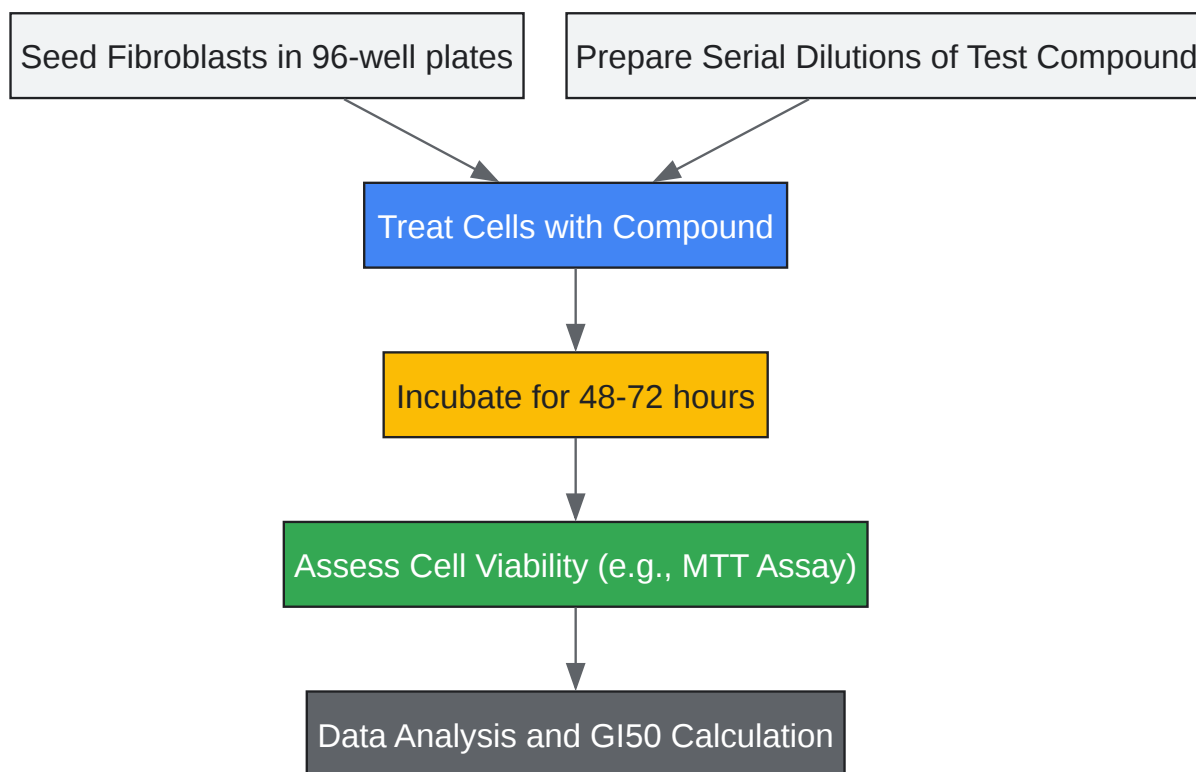 Seed Fibroblasts in 96-well plates
Prepare Serial Dilutions of Test Compound
Treat Cells with Compound
Incubate for 48-72 hours
Assess Cell Viability (e.g., MTT Assay)
Data Analysis and GI50 Calculation